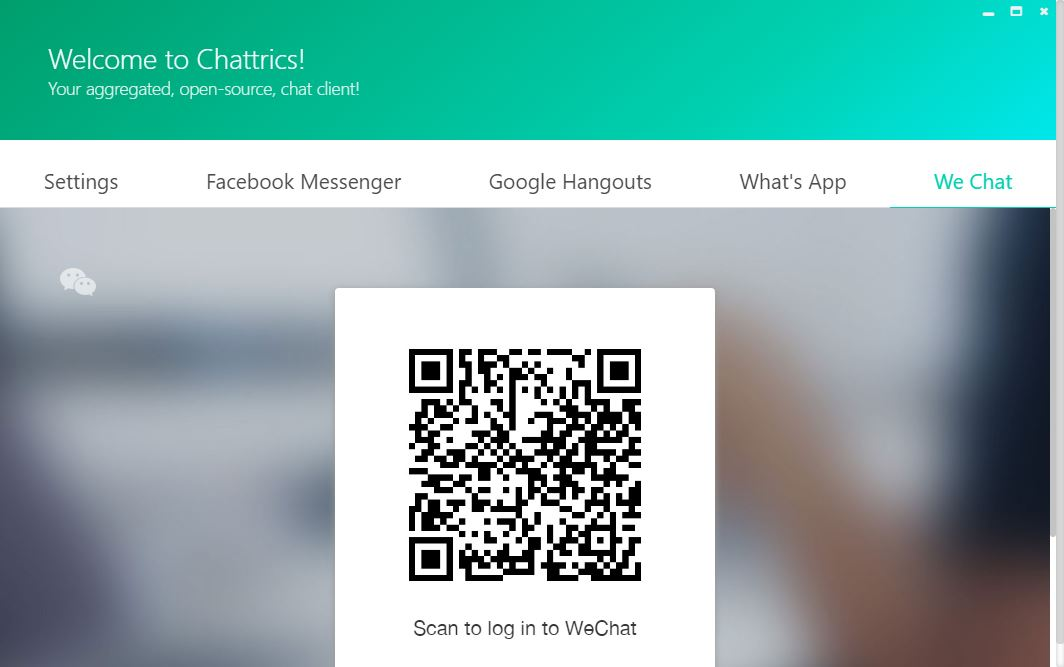 Welcome to Chattrics!
Your aggregated, open-source, chat client!
Settings Facebook Messenger Google Hangouts What's App We Chat
Scan to log in to WeChat